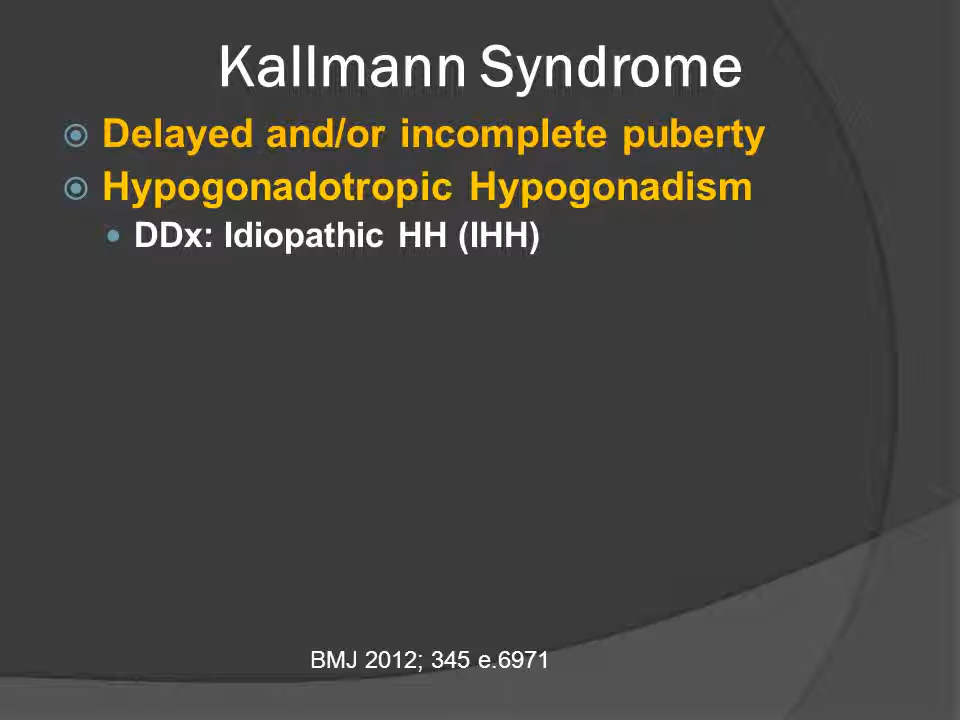 Kallmann Syndrome
Delayed and/or incomplete puberty
Hypogonadotropic Hypogonadism
DDx: Idiopathic HH (IHH)
BMJ 2012; 345 e.6971